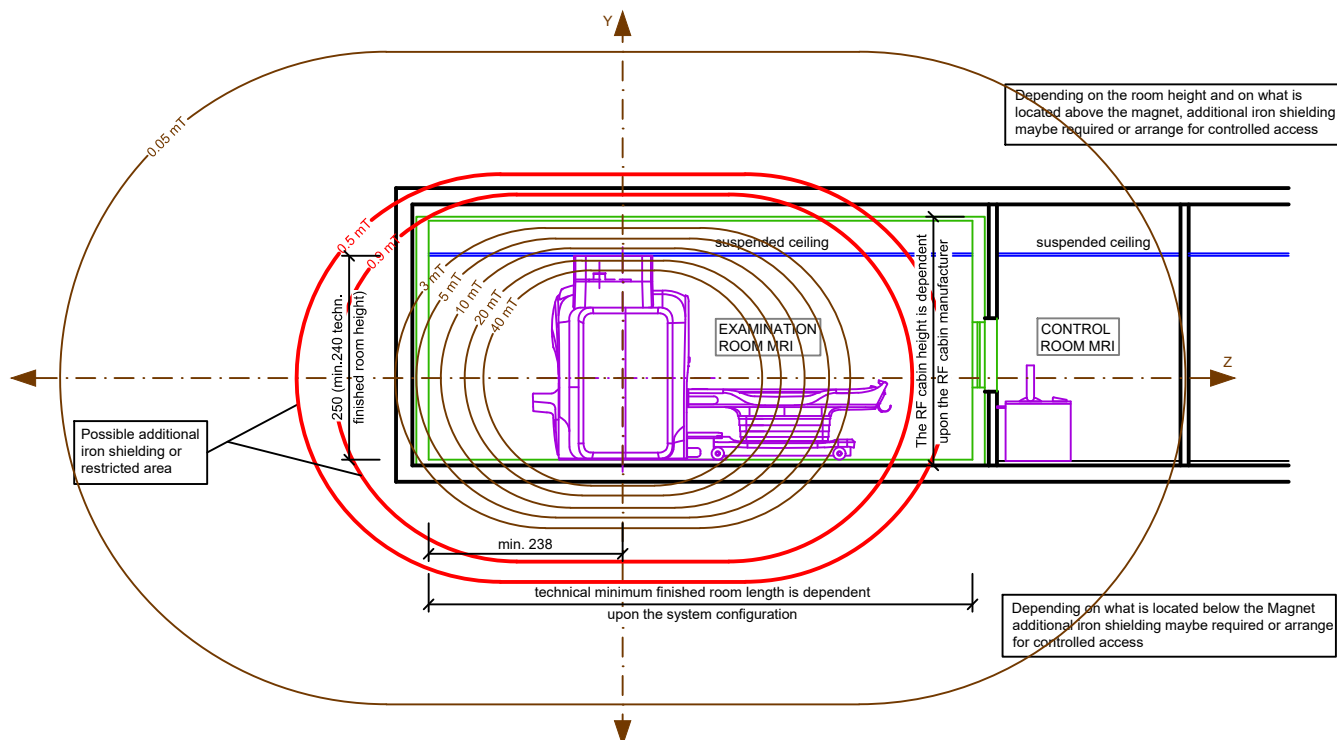 Y
0.05 mT
Depending on the room height and on what is
located above the magnet, additional iron shielding
maybe required or arrange for controlled access
0.5 mT
0.9 mT
suspended ceiling
suspended ceiling
3 mT
5 mT
10 mT
20 mT
40 mT
250 (min.240 techn.
finished room height)
EXAMINATION
ROOM MRI
The RF cabin height is dependent
upon the RF cabin manufacturer
CONTROL
ROOM MRI
Z
Possible additional
iron shielding or
restricted area
min. 238
technical minimum finished room length is dependent
upon the system configuration
Depending on what is located below the Magnet
additional iron shielding maybe required or arrange
for controlled access